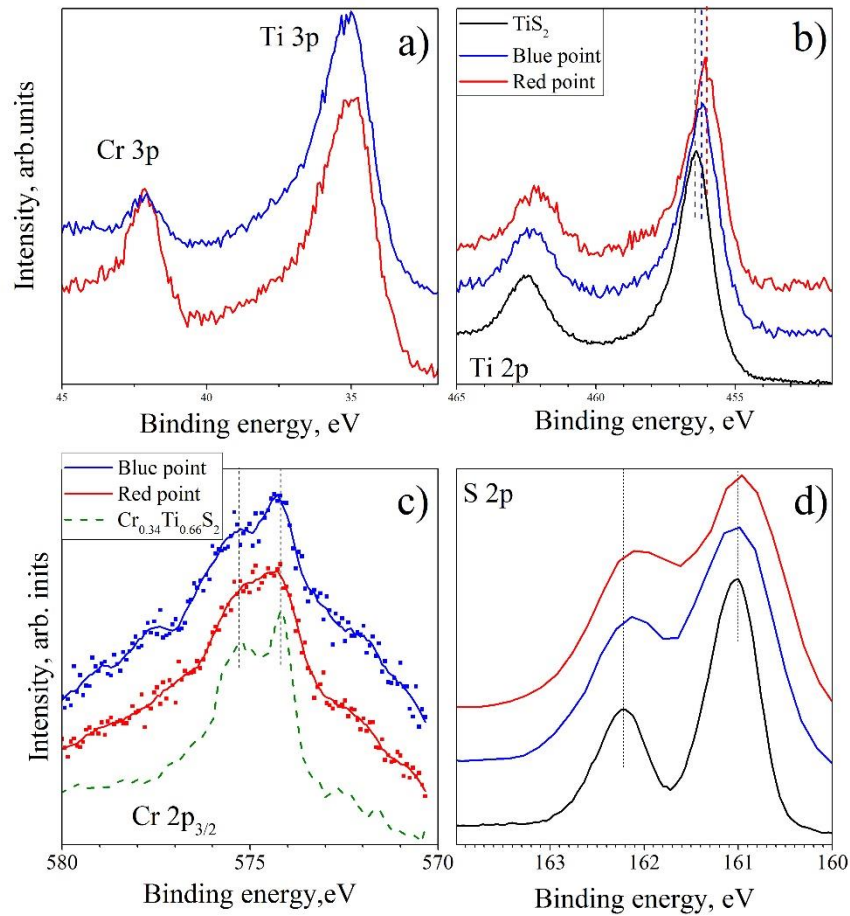 Ti 3p
a)
Cr 3p
Intensity, arb.units
45
40
35
Binding energy, eV
TiS2
Blue point
Red point
b)
Ti 2p
465
460
455
Binding energy, eV
Bluc point
Red point
Cr0.34Ti0.66S2
c)
Intensity, arb. inits
Cr 2p3/2
580
575
570
Binding energy,eV
S 2p
d)
163
162
161
160
Binding energy, eV